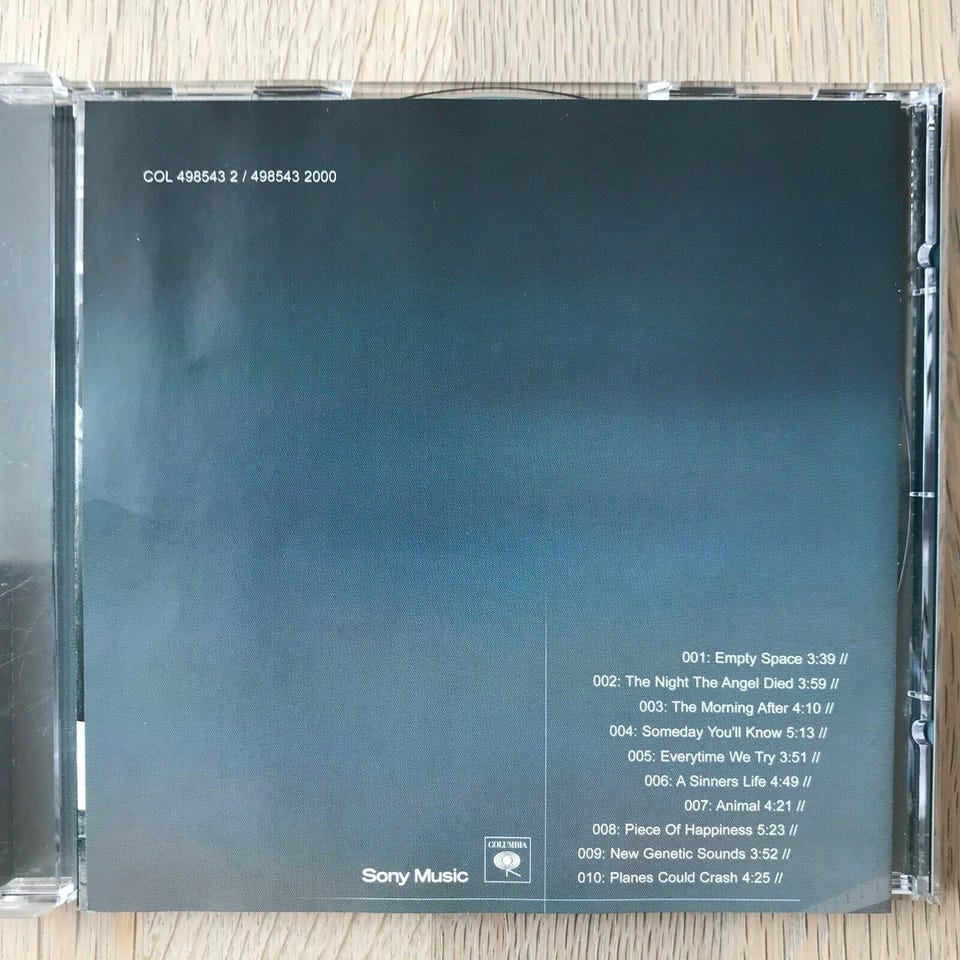 COL 498543 2 / 498543 2000
001: Empty Space 3:39 //
002: The Night The Angel Died 3:59 //
003: The Morning After 4:10 //
004: Someday You'll Know 5:13 //
005: Everytime We Try 3:51 //
006: A Sinners Life 4:49 //
007: Animal 4:21 //
008: Piece Of Happiness 5:23 //
009: New Genetic Sounds 3:52 //
010: Planes Could Crash 4:25 //
COLUMBIA
Sony Music